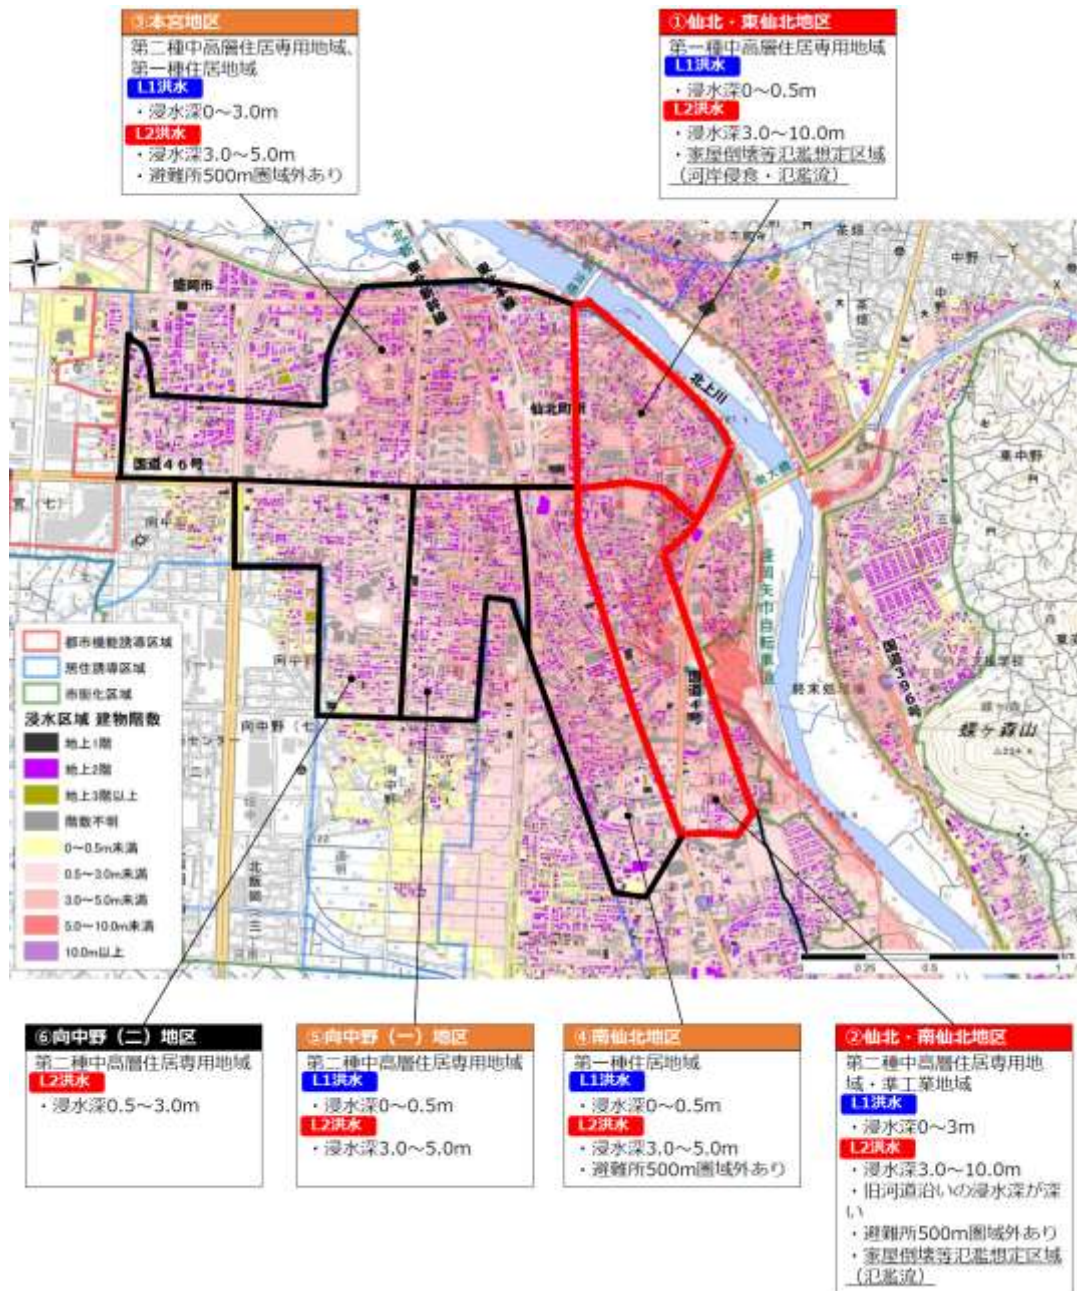 ③本宮地区
第二種中高層住居専用地域、
第一種住居地域
L1洪水
・浸水深0～3.0m
L2洪水
・浸水深3.0～5.0m
・避難所500m圏域外あり
①仙北・東仙北地区
第一種中高層住居専用地域
L1洪水
・浸水深0～0.5m
L2洪水
・浸水深3.0～10.0m
・家屋倒壊等氾濫想定区域
（河岸侵食・氾濫流）
盛岡市
茶畑
中野（一）
北上川
仙北町駅
国道４６号
東中野
国道４号
国道３９６号
蝶ヶ森山
向中野（七）
都市機能誘導区域
居住誘導区域
市街化区域
浸水区域 建物階数
地上1階
地上2階
地上3階以上
階数不明
0～0.5m未満
0.5～3.0m未満
3.0～5.0m未満
5.0～10.0m未満
10.0m以上
0.25
0.5
1
⑥向中野（二）地区
第二種中高層住居専用地域
L2洪水
・浸水深0.5～3.0m
⑤向中野（一）地区
第二種中高層住居専用地域
L1洪水
・浸水深0～0.5m
L2洪水
・浸水深3.0～5.0m
④南仙北地区
第一種住居地域
L1洪水
・浸水深0～0.5m
L2洪水
・浸水深3.0～5.0m
・避難所500m圏域外あり
②仙北・南仙北地区
第二種中高層住居専用地
域・準工業地域
L1洪水
・浸水深0～3m
L2洪水
・浸水深3.0～10.0m
・旧河道沿いの浸水深が深
い
・避難所500m圏域外あり
・家屋倒壊等氾濫想定区域
（氾濫流）